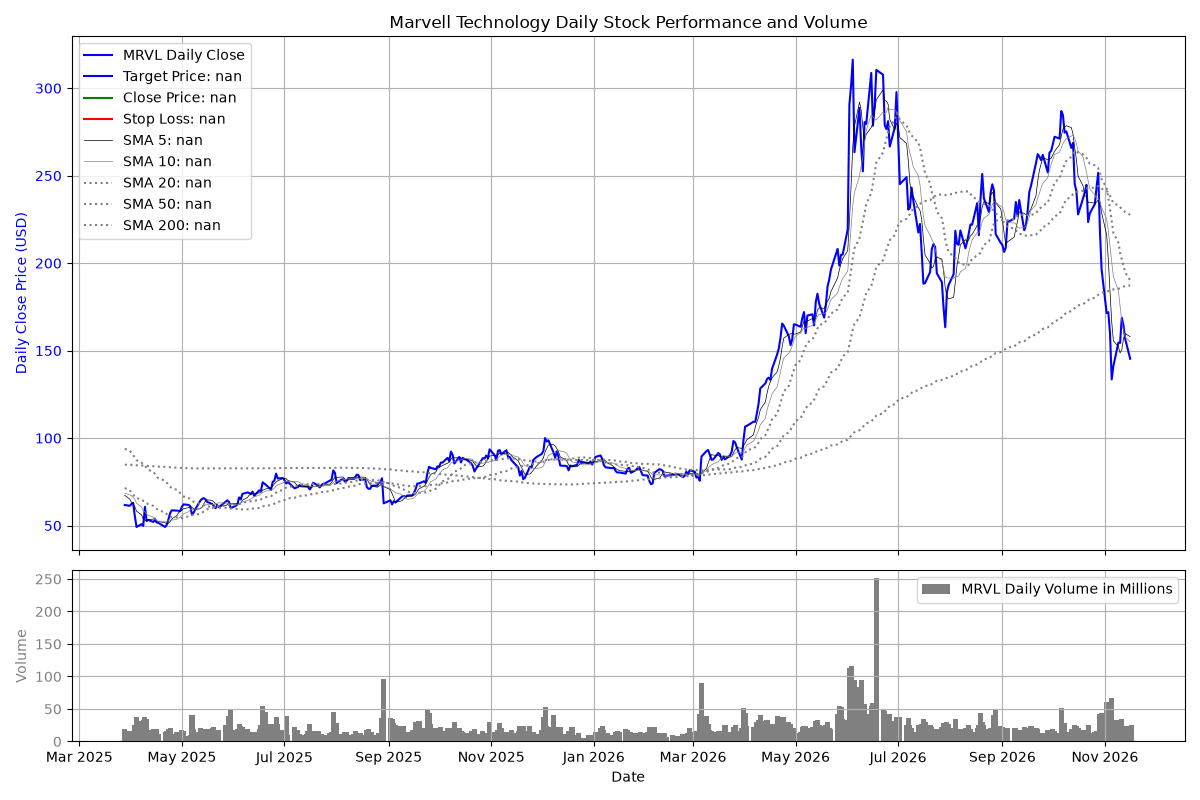 Marvell Technology Daily Stock Performance and Volume
MRVL Daily Close
Target Price: nan
Close Price: nan
Stop Loss: nan
SMA 5: nan
SMA 10: nan
SMA 20: nan
SMA 50: nan
SMA 200: nan
Daily Close Price (USD)
300
250
200
150
100
50
MRVL Daily Volume in Millions
Volume
250
200
150
100
50
0
Mar 2025 May 2025 Jul 2025 Sep 2025 Nov 2025 Jan 2026 Mar 2026 May 2026 Jul 2026 Sep 2026 Nov 2026
Date